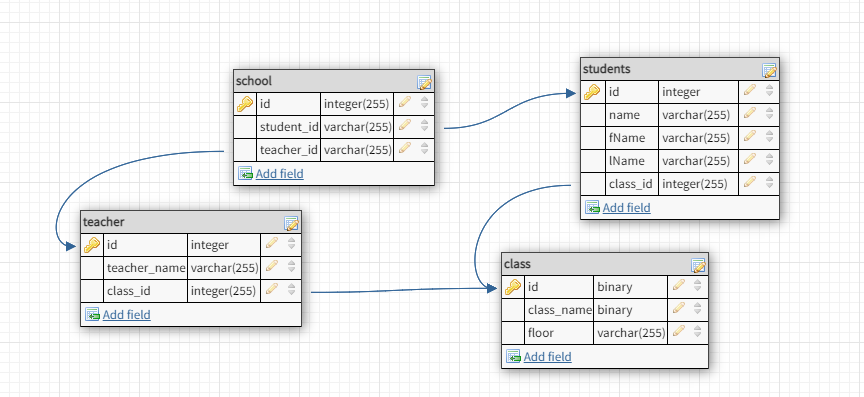 school
id integer(255)
student_id varchar(255)
teacher_id varchar(255)
Add field
students
id integer
name varchar(255)
fName varchar(255)
lName varchar(255)
class_id integer(255)
Add field
teacher
id integer
teacher_name varchar(255)
class_id integer(255)
Add field
class
id binary
class_name binary
floor varchar(255)
Add field